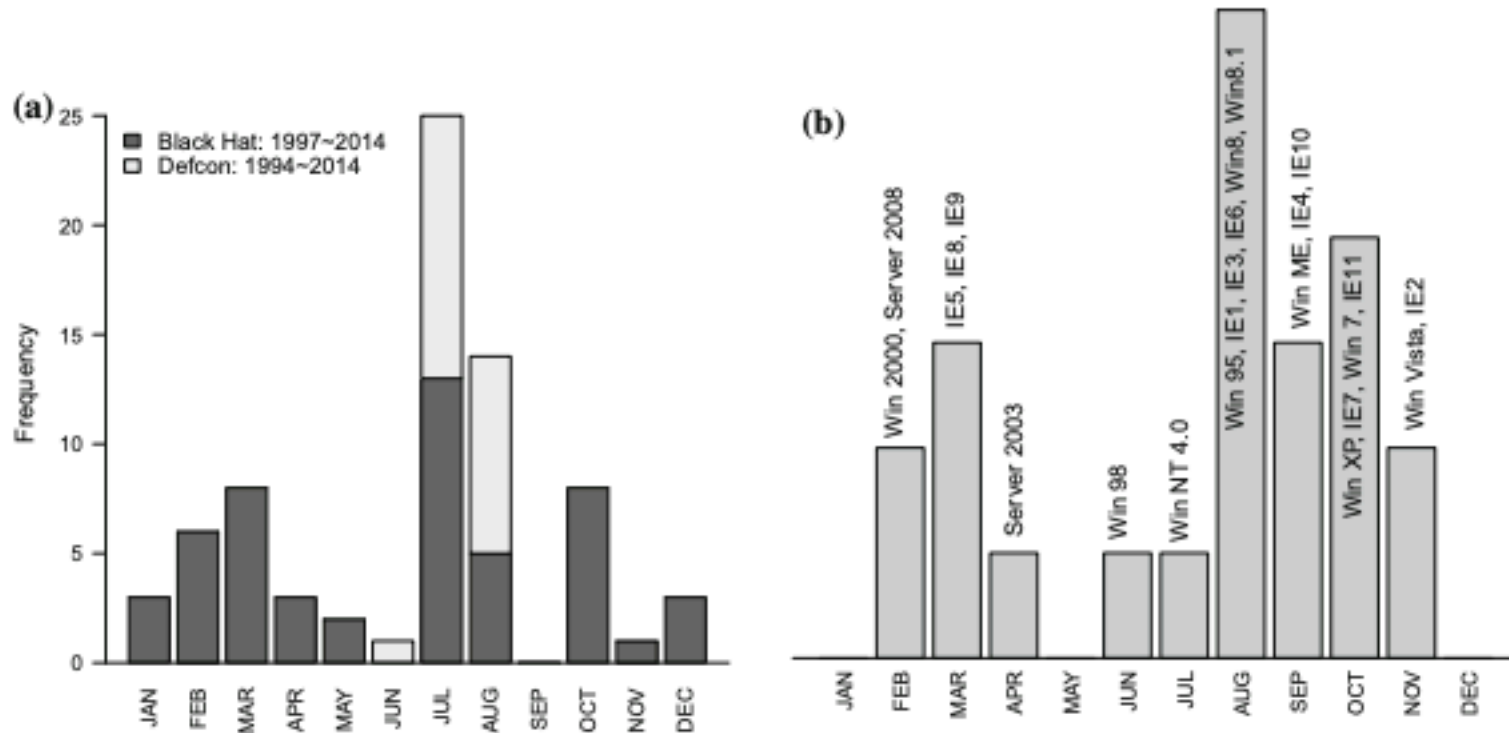 (a)
25
20
15
10
5
0
Frequency
Black Hat: 1997~2014
Defcon: 1994~2014
JAN
FEB
MAR
APR
MAY
JUN
JUL
AUG
SEP
OCT
NOV
DEC
(b)
Win 2000, Server 2008
IE5, IE8, IE9
Server 2003
Win 98
Win NT 4.0
Win 95, IE1, IE3, IE6, Win8, Win8.1
Win ME, IE4, IE10
Win XP, IE7, Win 7, IE11
Win Vista, IE2
JAN
FEB
MAR
APR
MAY
JUN
JUL
AUG
SEP
OCT
NOV
DEC